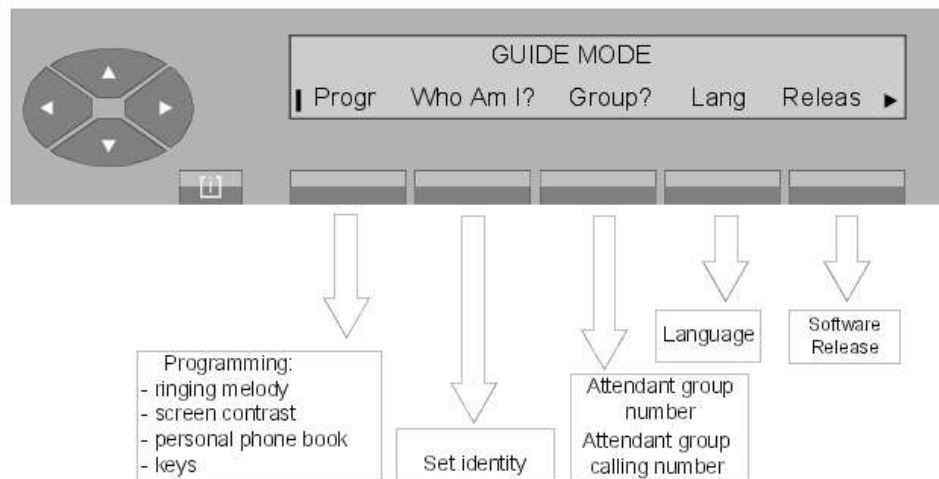 GUIDE MODE
Progr Who Am I? Group? Lang Releas
[i]
Programming:
- ringing melody
- screen contrast
- personal phone book
- keys
Set identity
Attendant group
number
Attendant group
calling number
Language
Software
Release